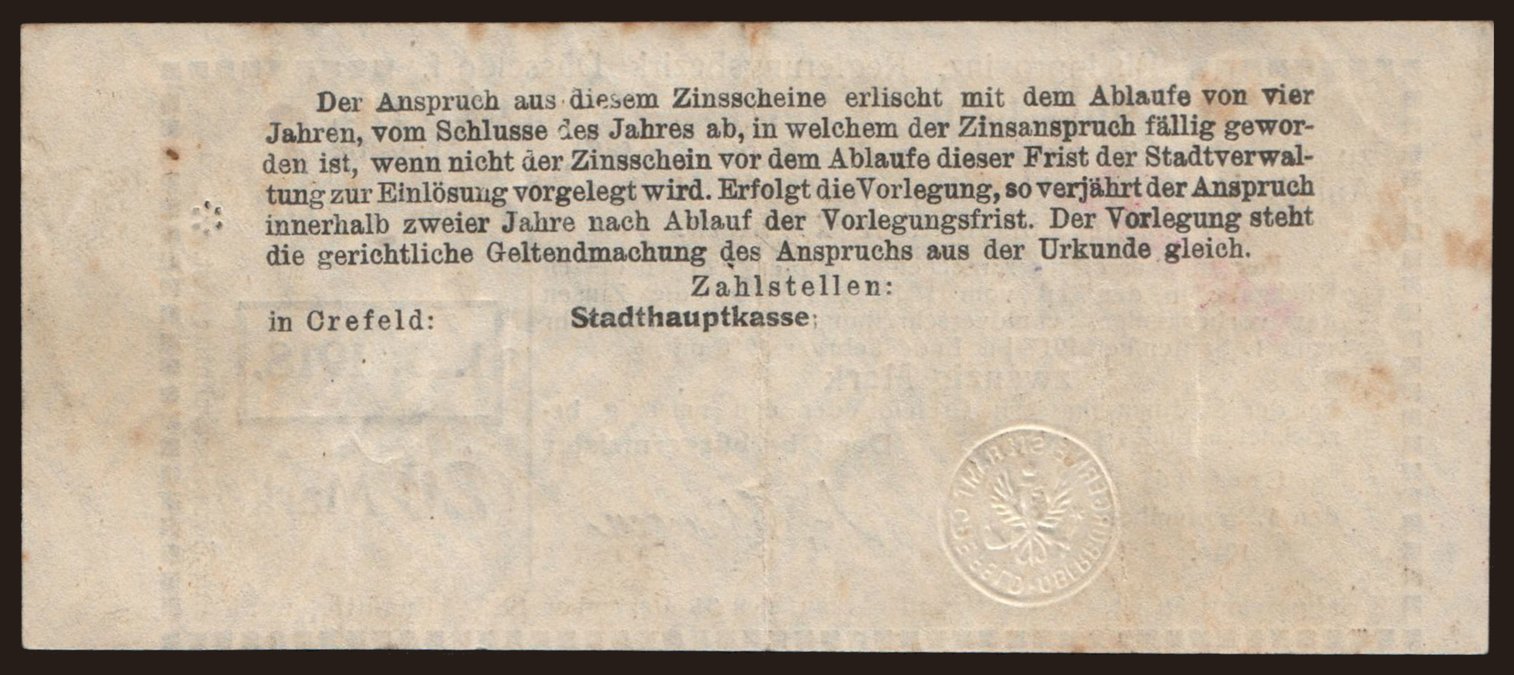 Der Anspruch aus diesem Zinsscheine erlischt mit dem Ablaufe von vier
Jahren, vom Schlusse des Jahres ab, in welchem der Zinsanspruch fällig gewor-
den ist, wenn nicht der Zinsschein vor dem Ablaufe dieser Frist der Stadtverwal-
tung zur Einlösung vorgelegt wird. Erfolgt die Vorlegung, so verjährt der Anspruch
innerhalb zweier Jahre nach Ablauf der Vorlegungsfrist. Der Vorlegung steht
die gerichtliche Geltendmachung des Anspruchs aus der Urkunde gleich.
Zahlstellen:
in Crefeld: Stadthauptkasse;